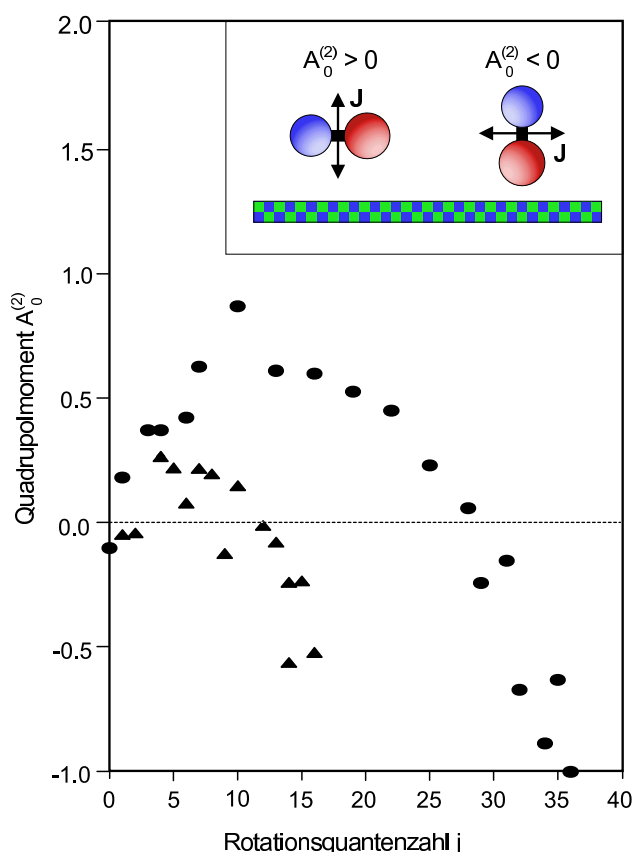 2.0
A₀⁽²⁾ > 0
A₀⁽²⁾ < 0
J
J
1.5
1.0
0.5
0.0
-0.5
-1.0
Quadrupolmoment A₀⁽²⁾
0 5 10 15 20 25 30 35 40
Rotationsquantenzahl j